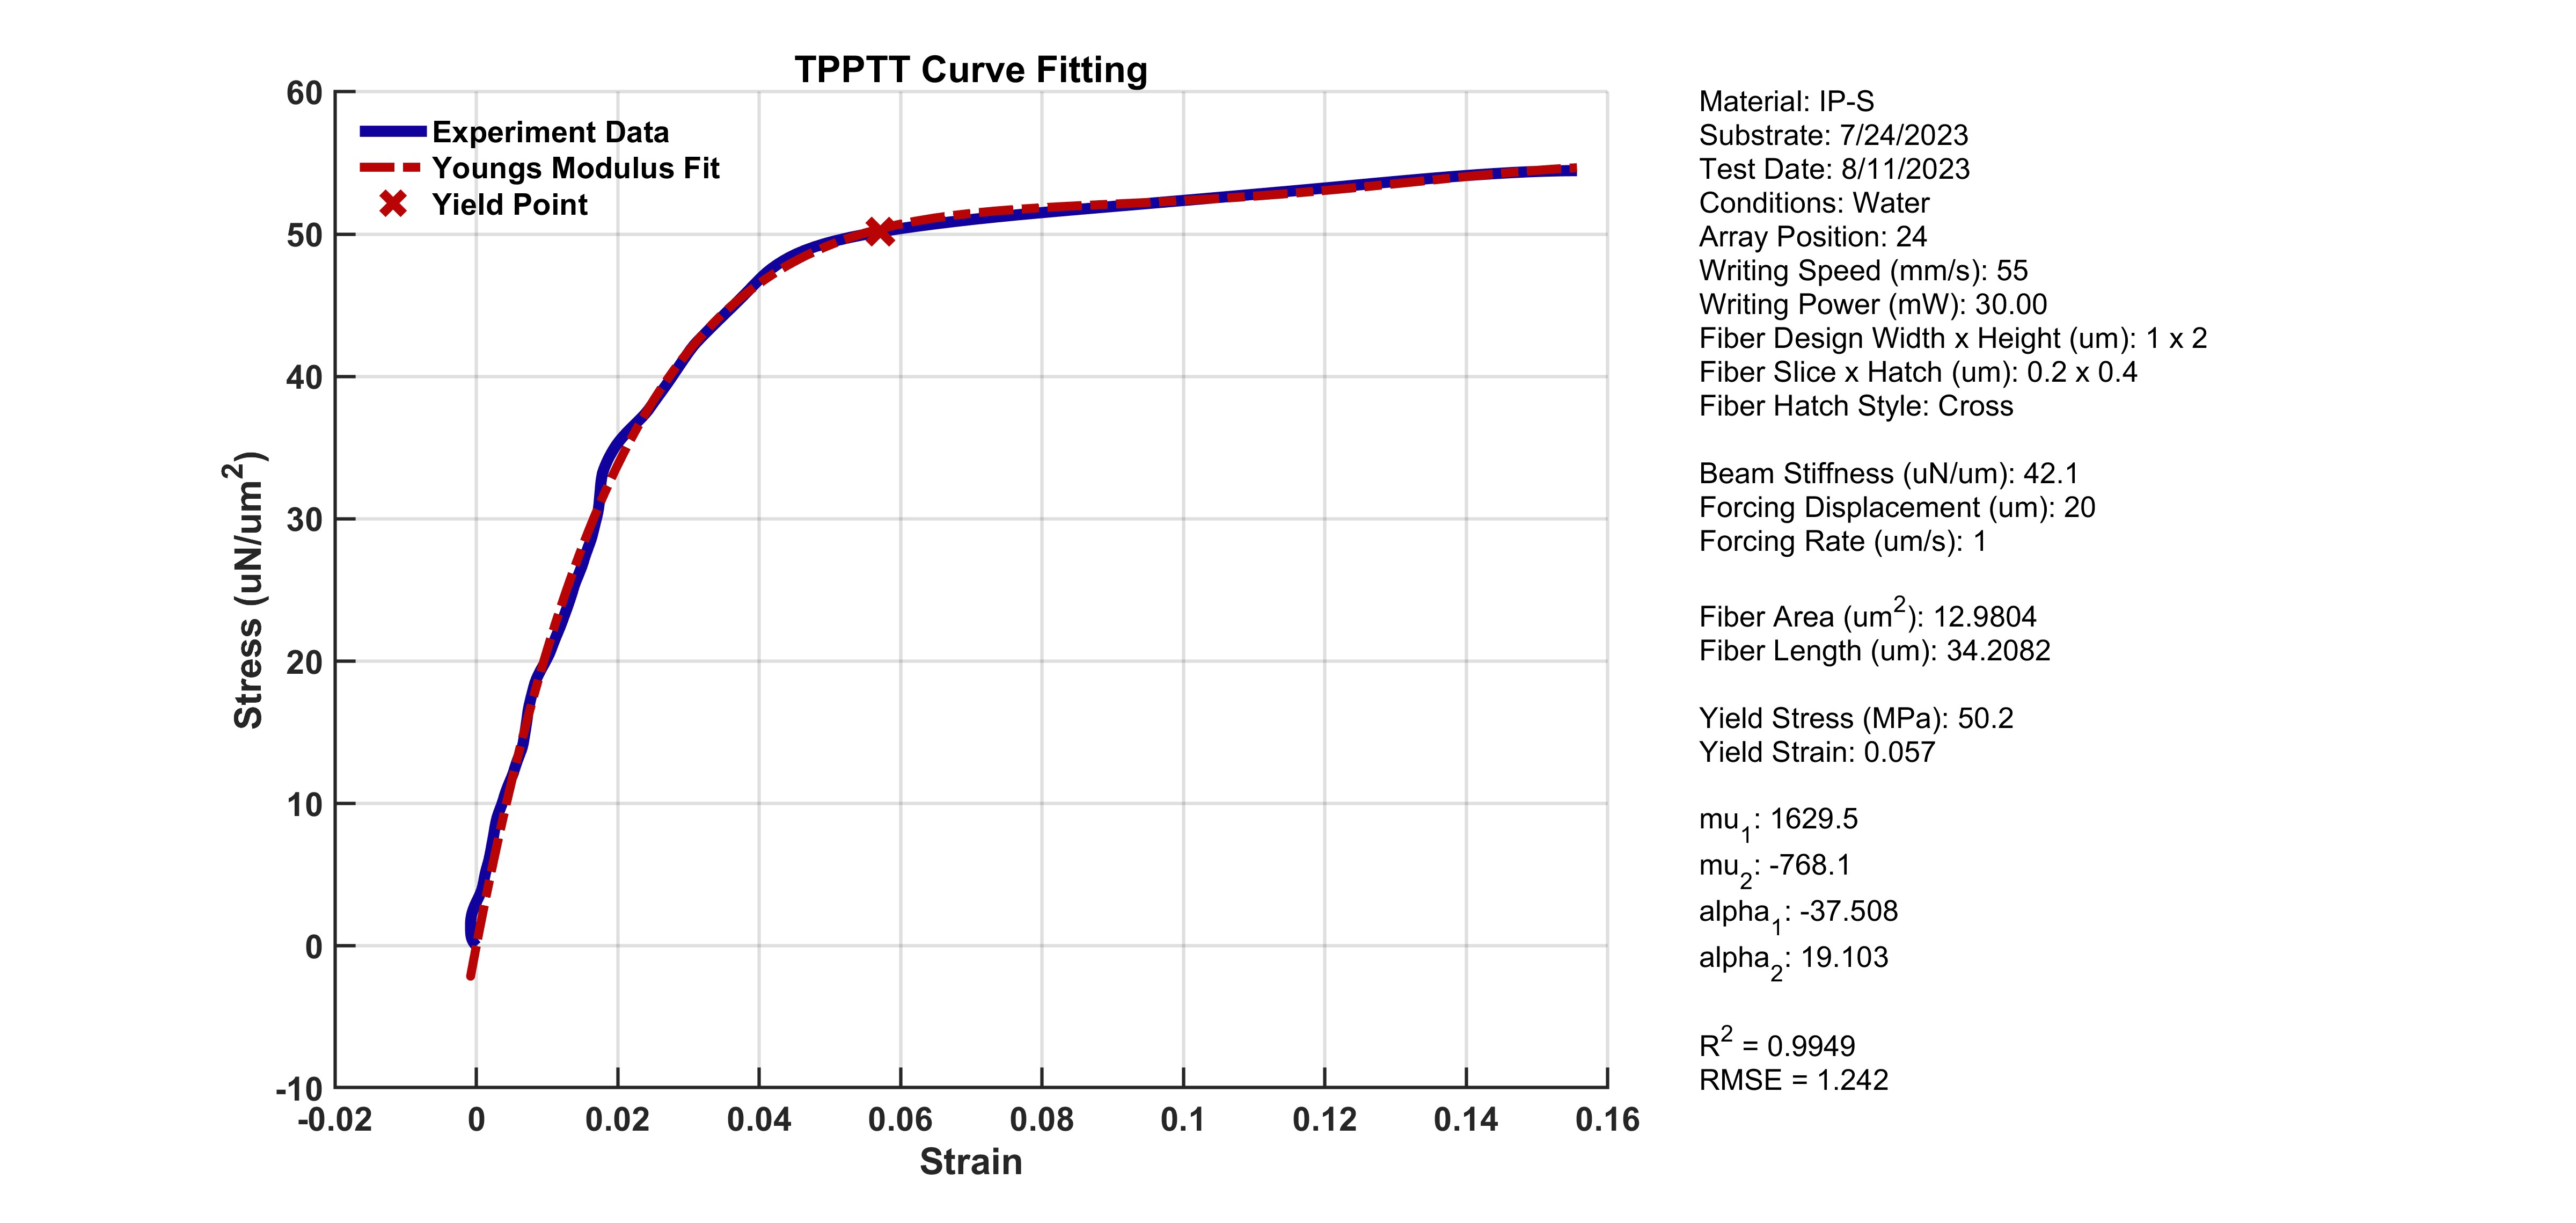 TPPTT Curve Fitting
60
50
40
30
20
10
0
-10
Stress (uN/um²)
Experiment Data
Youngs Modulus Fit
Yield Point
-0.02 0 0.02 0.04 0.06 0.08 0.1 0.12 0.14 0.16
Strain
Material: IP-S
Substrate: 7/24/2023
Test Date: 8/11/2023
Conditions: Water
Array Position: 24
Writing Speed (mm/s): 55
Writing Power (mW): 30.00
Fiber Design Width x Height (um): 1 x 2
Fiber Slice x Hatch (um): 0.2 x 0.4
Fiber Hatch Style: Cross
Beam Stiffness (uN/um): 42.1
Forcing Displacement (um): 20
Forcing Rate (um/s): 1
Fiber Area (um²): 12.9804
Fiber Length (um): 34.2082
Yield Stress (MPa): 50.2
Yield Strain: 0.057
mu₁: 1629.5
mu₂: -768.1
alpha₁: -37.508
alpha₂: 19.103
R² = 0.9949
RMSE = 1.242